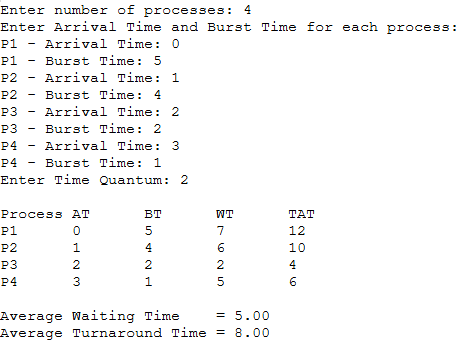 Enter number of processes: 4
Enter Arrival Time and Burst Time for each process:
P1 - Arrival Time: 0
P1 - Burst Time: 5
P2 - Arrival Time: 1
P2 - Burst Time: 4
P3 - Arrival Time: 2
P3 - Burst Time: 2
P4 - Arrival Time: 3
P4 - Burst Time: 1
Enter Time Quantum: 2

Process AT      BT      WT      TAT
P1      0       5       7       12
P2      1       4       6       10
P3      2       2       2       4
P4      3       1       5       6

Average Waiting Time    = 5.00
Average Turnaround Time = 8.00